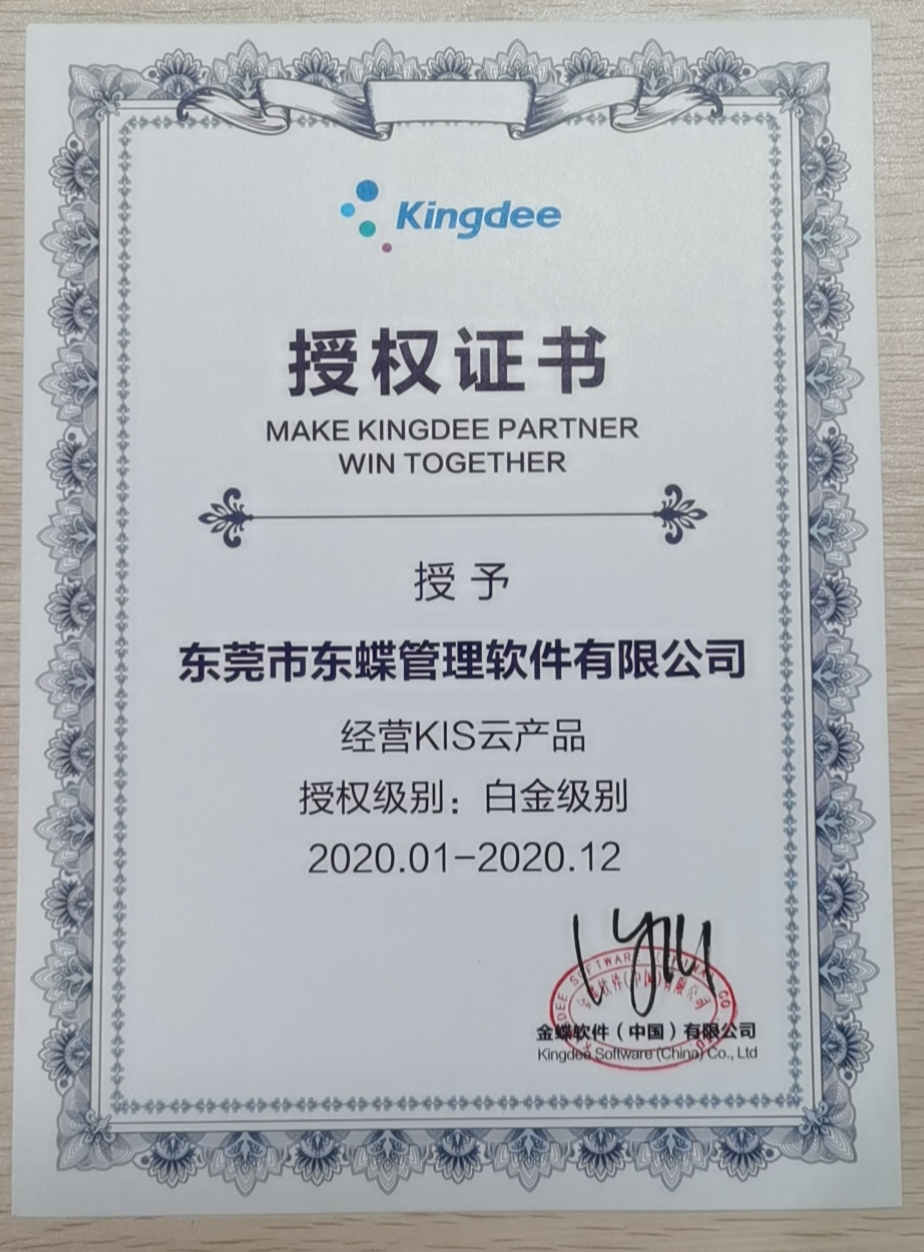 Kingdee
授权证书
MAKE KINGDEE PARTNER
WIN TOGETHER
授予
东莞市东蝶管理软件有限公司
经营KIS云产品
授权级别：白金级别
2020.01-2020.12
金蝶软件（中国）有限公司
Kingdee Software (China) Co., Ltd